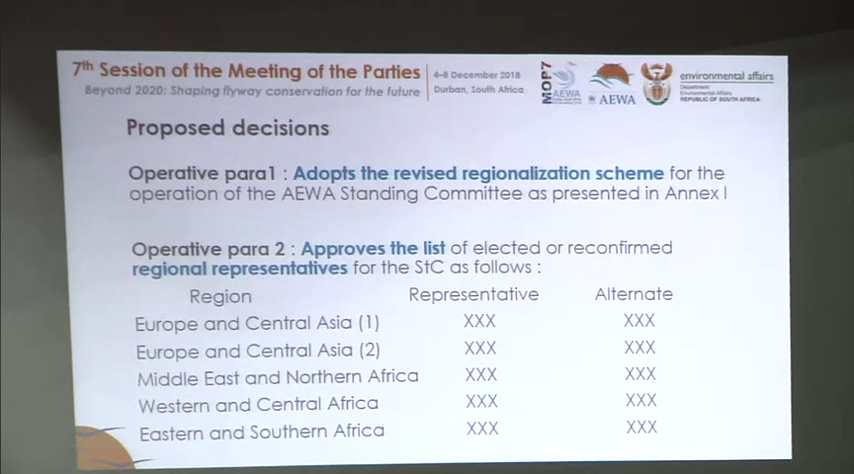 7th Session of the Meeting of the Parties
Beyond 2020: Shaping flyway conservation for the future
4-8 December 2018
Durban, South Africa
MOP7
AEWA
AEWA
environmental affairs
Department:
Environmental Affairs
REPUBLIC OF SOUTH AFRICA
Proposed decisions
Operative para1 : Adopts the revised regionalization scheme for the
operation of the AEWA Standing Committee as presented in Annex I
Operative para 2 : Approves the list of elected or reconfirmed
regional representatives for the StC as follows :
Region Representative Alternate
Europe and Central Asia (1) XXX XXX
Europe and Central Asia (2) XXX XXX
Middle East and Northern Africa XXX XXX
Western and Central Africa XXX XXX
Eastern and Southern Africa XXX XXX